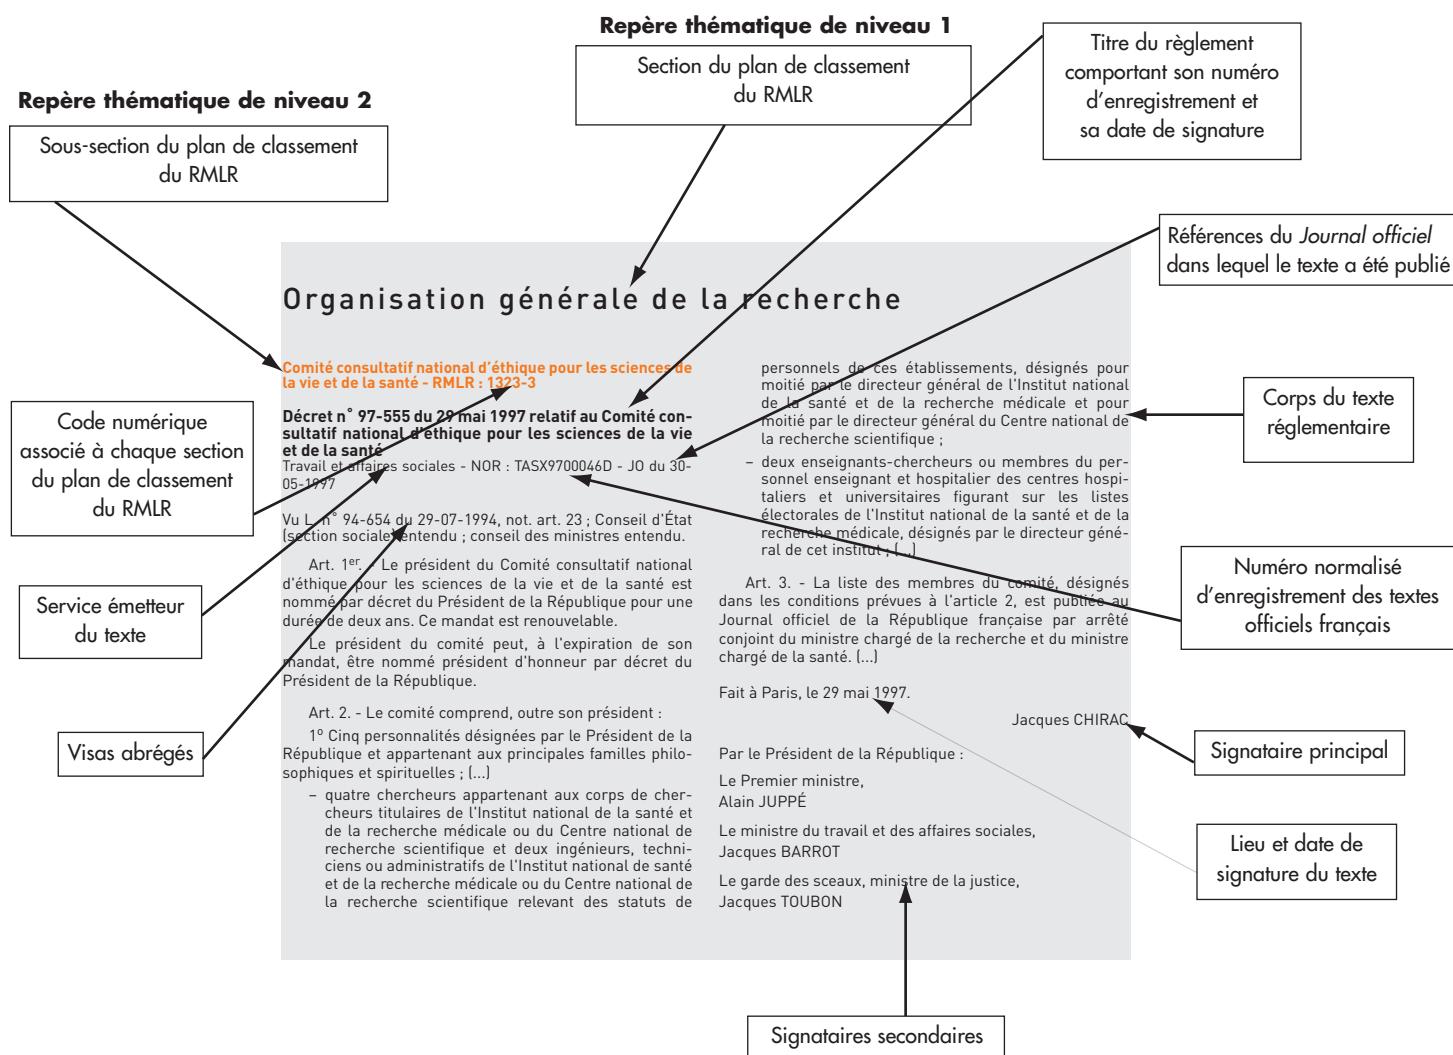 Repère thématique de niveau 1
Section du plan de classement
du RMLR
Titre du règlement
comportant son numéro
d'enregistrement et
sa date de signature
Repère thématique de niveau 2
Sous-section du plan de classement
du RMLR
Références du Journal officiel
dans lequel le texte a été publié
Organisation générale de la recherche
Comité consultatif national d'éthique pour les sciences de
la vie et de la santé - RMLR : 1323-3
Décret n° 97-555 du 29 mai 1997 relatif au Comité con-
sultatif national d'éthique pour les sciences de la vie
et de la santé
Travail et affaires sociales - NOR : TASX9700046D - JO du 30-
05-1997
Vu L. n° 94-654 du 29-07-1994, not. art. 23 ; Conseil d'État
(section sociale) entendu ; conseil des ministres entendu.
Art. 1er. - Le président du Comité consultatif national
d'éthique pour les sciences de la vie et de la santé est
nommé par décret du Président de la République pour une
durée de deux ans. Ce mandat est renouvelable.
Le président du comité peut, à l'expiration de son
mandat, être nommé président d'honneur par décret du
Président de la République.
Art. 2. - Le comité comprend, outre son président :
1º Cinq personnalités désignées par le Président de la
République et appartenant aux principales familles philo-
sophiques et spirituelles ; (...)
– quatre chercheurs appartenant aux corps de cher-
cheurs titulaires de l'Institut national de la santé et
de la recherche médicale ou du Centre national de
recherche scientifique et deux ingénieurs, techni-
ciens ou administratifs de l'Institut national de santé
et de la recherche médicale ou du Centre national de
la recherche scientifique relevant des statuts de
personnels de ces établissements, désignés pour
moitié par le directeur général de l'Institut national
de la santé et de la recherche médicale et pour
moitié par le directeur général du Centre national de
la recherche scientifique ;
– deux enseignants-chercheurs ou membres du per-
sonnel enseignant et hospitalier des centres hospi-
taliers et universitaires figurant sur les listes
électorales de l'Institut national de la santé et de la
recherche médicale, désignés par le directeur géné-
ral de cet institut ; (...)
Art. 3. - La liste des membres du comité, désignés
dans les conditions prévues à l'article 2, est publiée au
Journal officiel de la République française par arrêté
conjoint du ministre chargé de la recherche et du ministre
chargé de la santé. (...)
Fait à Paris, le 29 mai 1997.
Jacques CHIRAC
Par le Président de la République :
Le Premier ministre,
Alain JUPPÉ
Le ministre du travail et des affaires sociales,
Jacques BARROT
Le garde des sceaux, ministre de la justice,
Jacques TOUBON
Code numérique
associé à chaque section
du plan de classement
du RMLR
Service émetteur
du texte
Visas abrégés
Corps du texte
réglementaire
Numéro normalisé
d'enregistrement des textes
officiels français
Signataire principal
Lieu et date de
signature du texte
Signataires secondaires